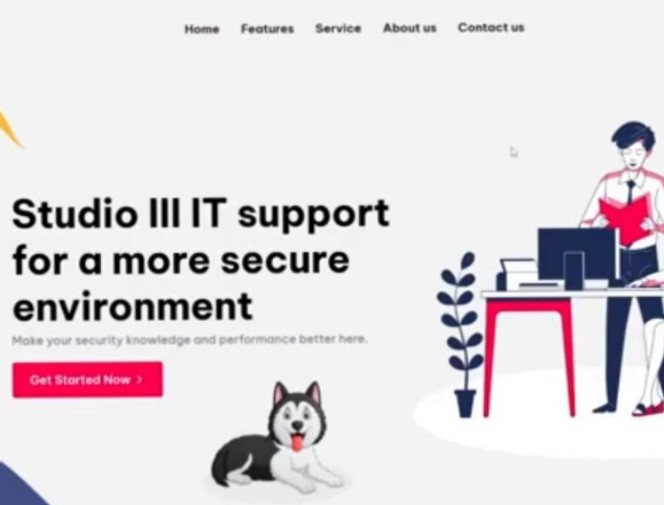 Home Features Service About us Contact us
Studio III IT support
for a more secure
environment
Make your security knowledge and performance better here.
Get Started Now >